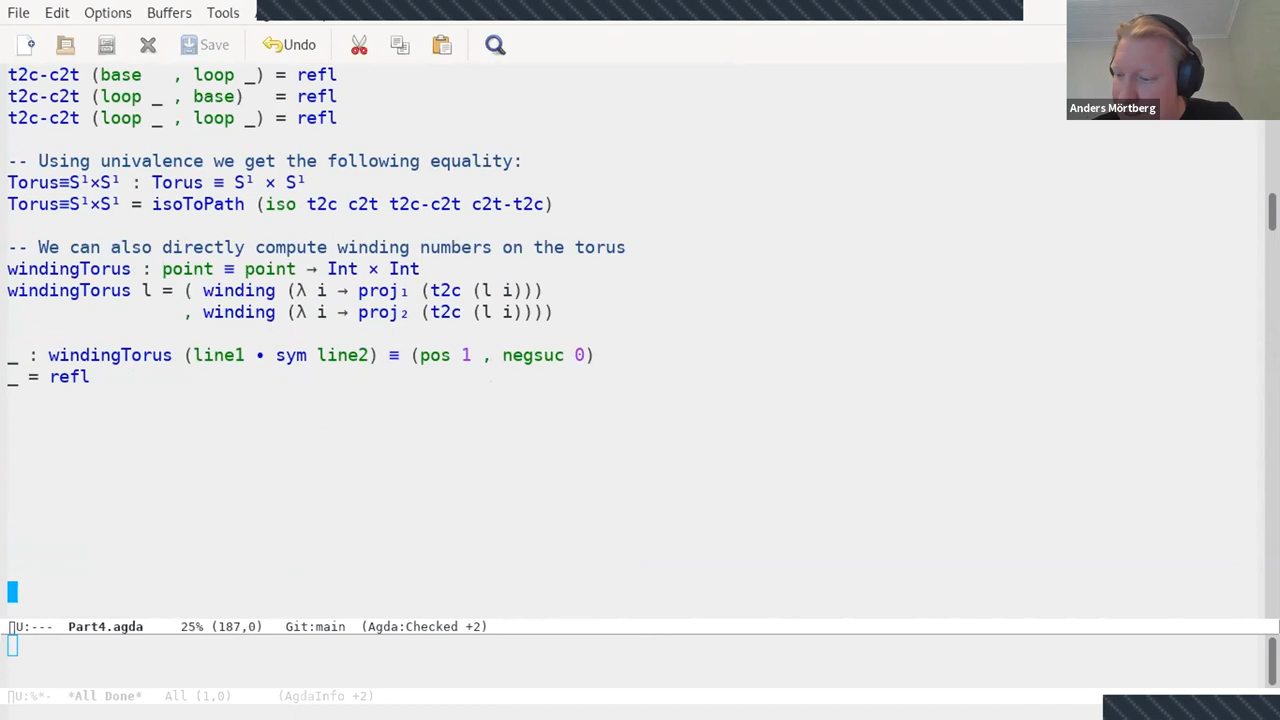 File Edit Options Buffers Tools
Save Undo
Anders Mörtberg
t2c-c2t (base   , loop _) = refl
t2c-c2t (loop _ , base)   = refl
t2c-c2t (loop _ , loop _) = refl
-- Using univalence we get the following equality:
Torus≡S¹×S¹ : Torus ≡ S¹ × S¹
Torus≡S¹×S¹ = isoToPath (iso t2c c2t t2c-c2t c2t-t2c)
-- We can also directly compute winding numbers on the torus
windingTorus : point ≡ point → Int × Int
windingTorus l = ( winding (λ i → proj₁ (t2c (l i)))
                 , winding (λ i → proj₂ (t2c (l i))))
_ : windingTorus (line1 • sym line2) ≡ (pos 1 , negsuc 0)
_ = refl
U:--- Part4.agda 25% (187,0) Git:main (Agda:Checked +2)
U:%*- *All Done* All (1,0) (AgdaInfo +2)